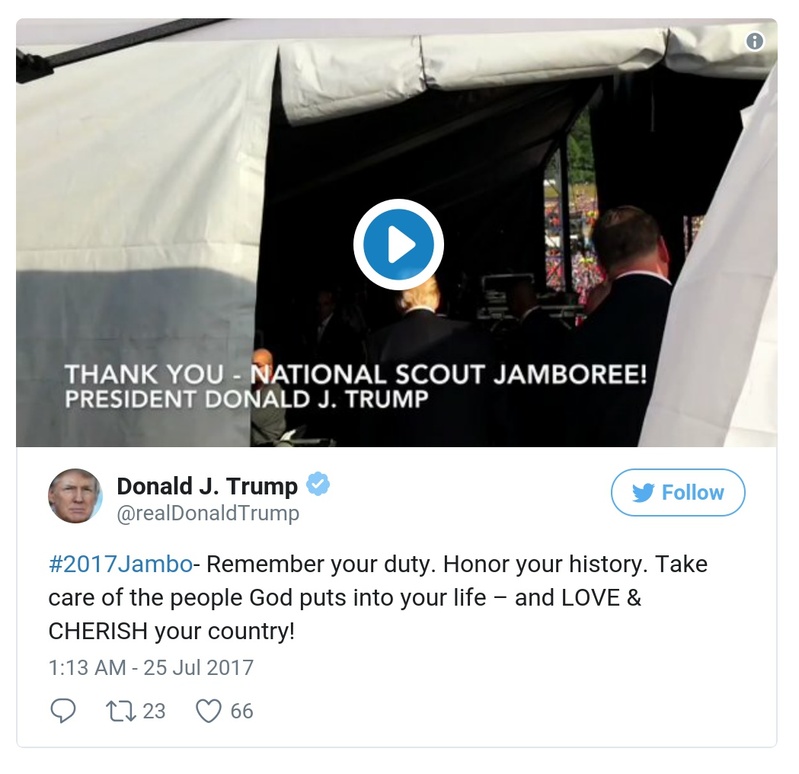 THANK YOU - NATIONAL SCOUT JAMBOREE!
PRESIDENT DONALD J. TRUMP
Donald J. Trump
Follow
@realDonaldTrump
#2017Jambo- Remember your duty. Honor your history. Take
care of the people God puts into your life – and LOVE &
CHERISH your country!
1:13 AM - 25 Jul 2017
23 66